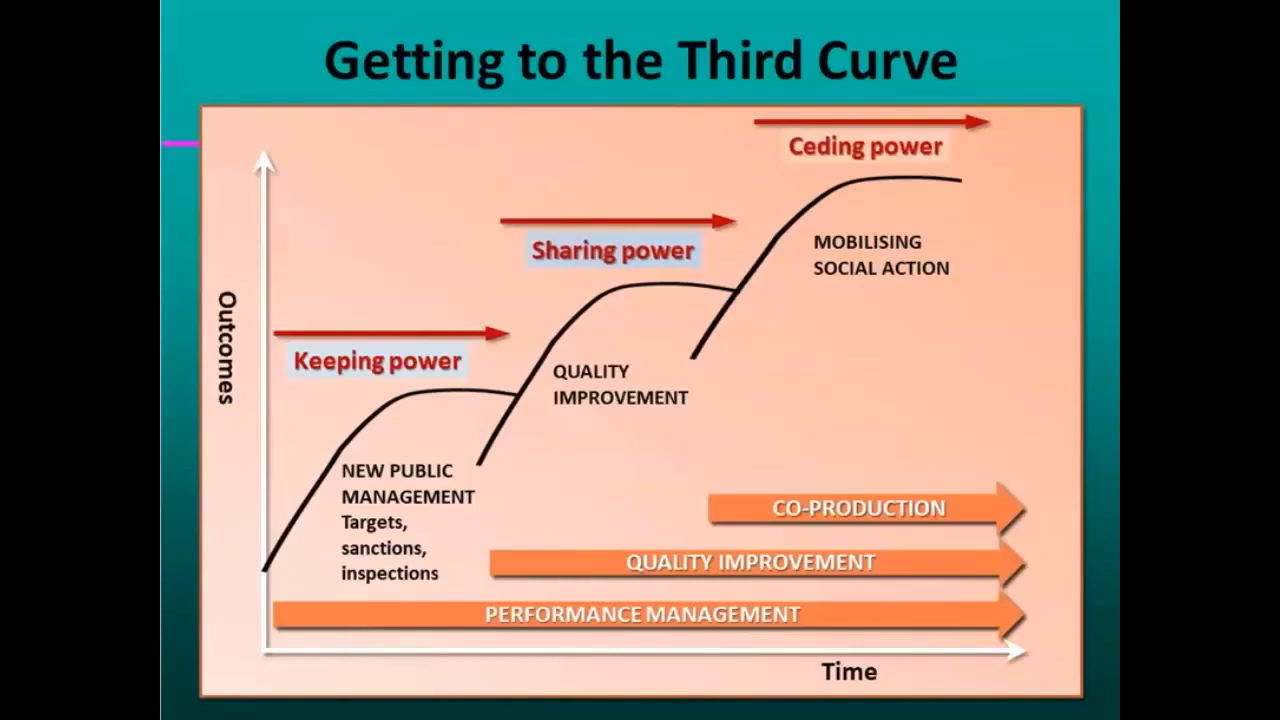 Getting to the Third Curve
Ceding power
MOBILISING
SOCIAL ACTION
Sharing power
QUALITY
IMPROVEMENT
Keeping power
NEW PUBLIC
MANAGEMENT
Targets,
sanctions,
inspections
Outcomes
CO-PRODUCTION
QUALITY IMPROVEMENT
PERFORMANCE MANAGEMENT
Time